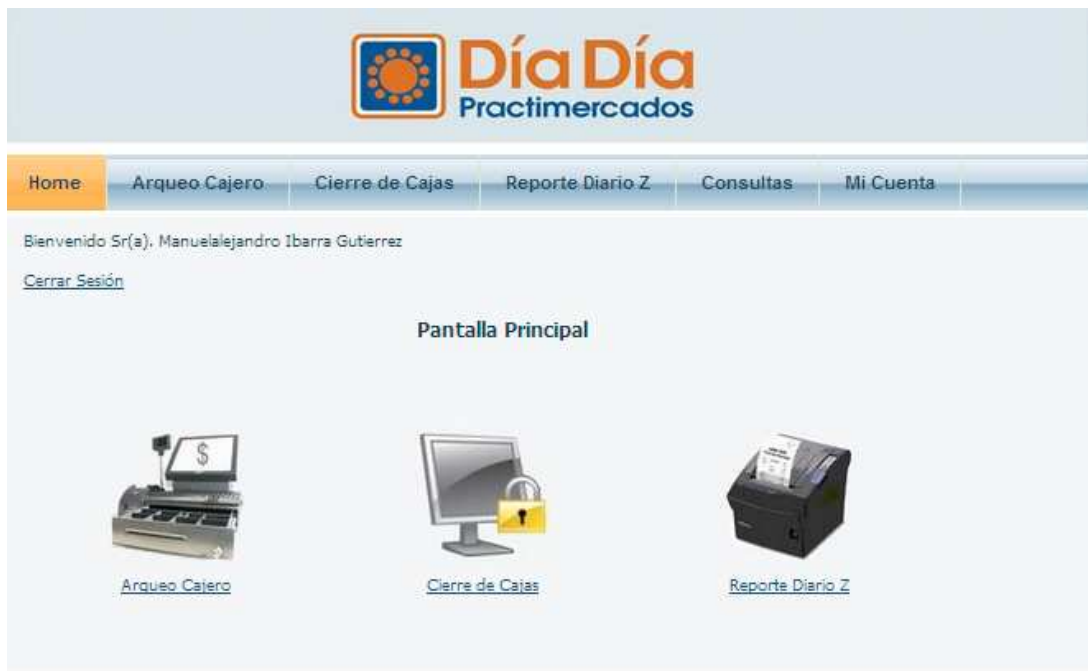 Día Día
Practimercados
Home Arqueo Cajero Cierre de Cajas Reporte Diario Z Consultas Mi Cuenta
Bienvenido Sr(a). Manuelalejandro Ibarra Gutierrez
Cerrar Sesión
Pantalla Principal
$
Arqueo Cajero Cierre de Cajas Reporte Diario Z